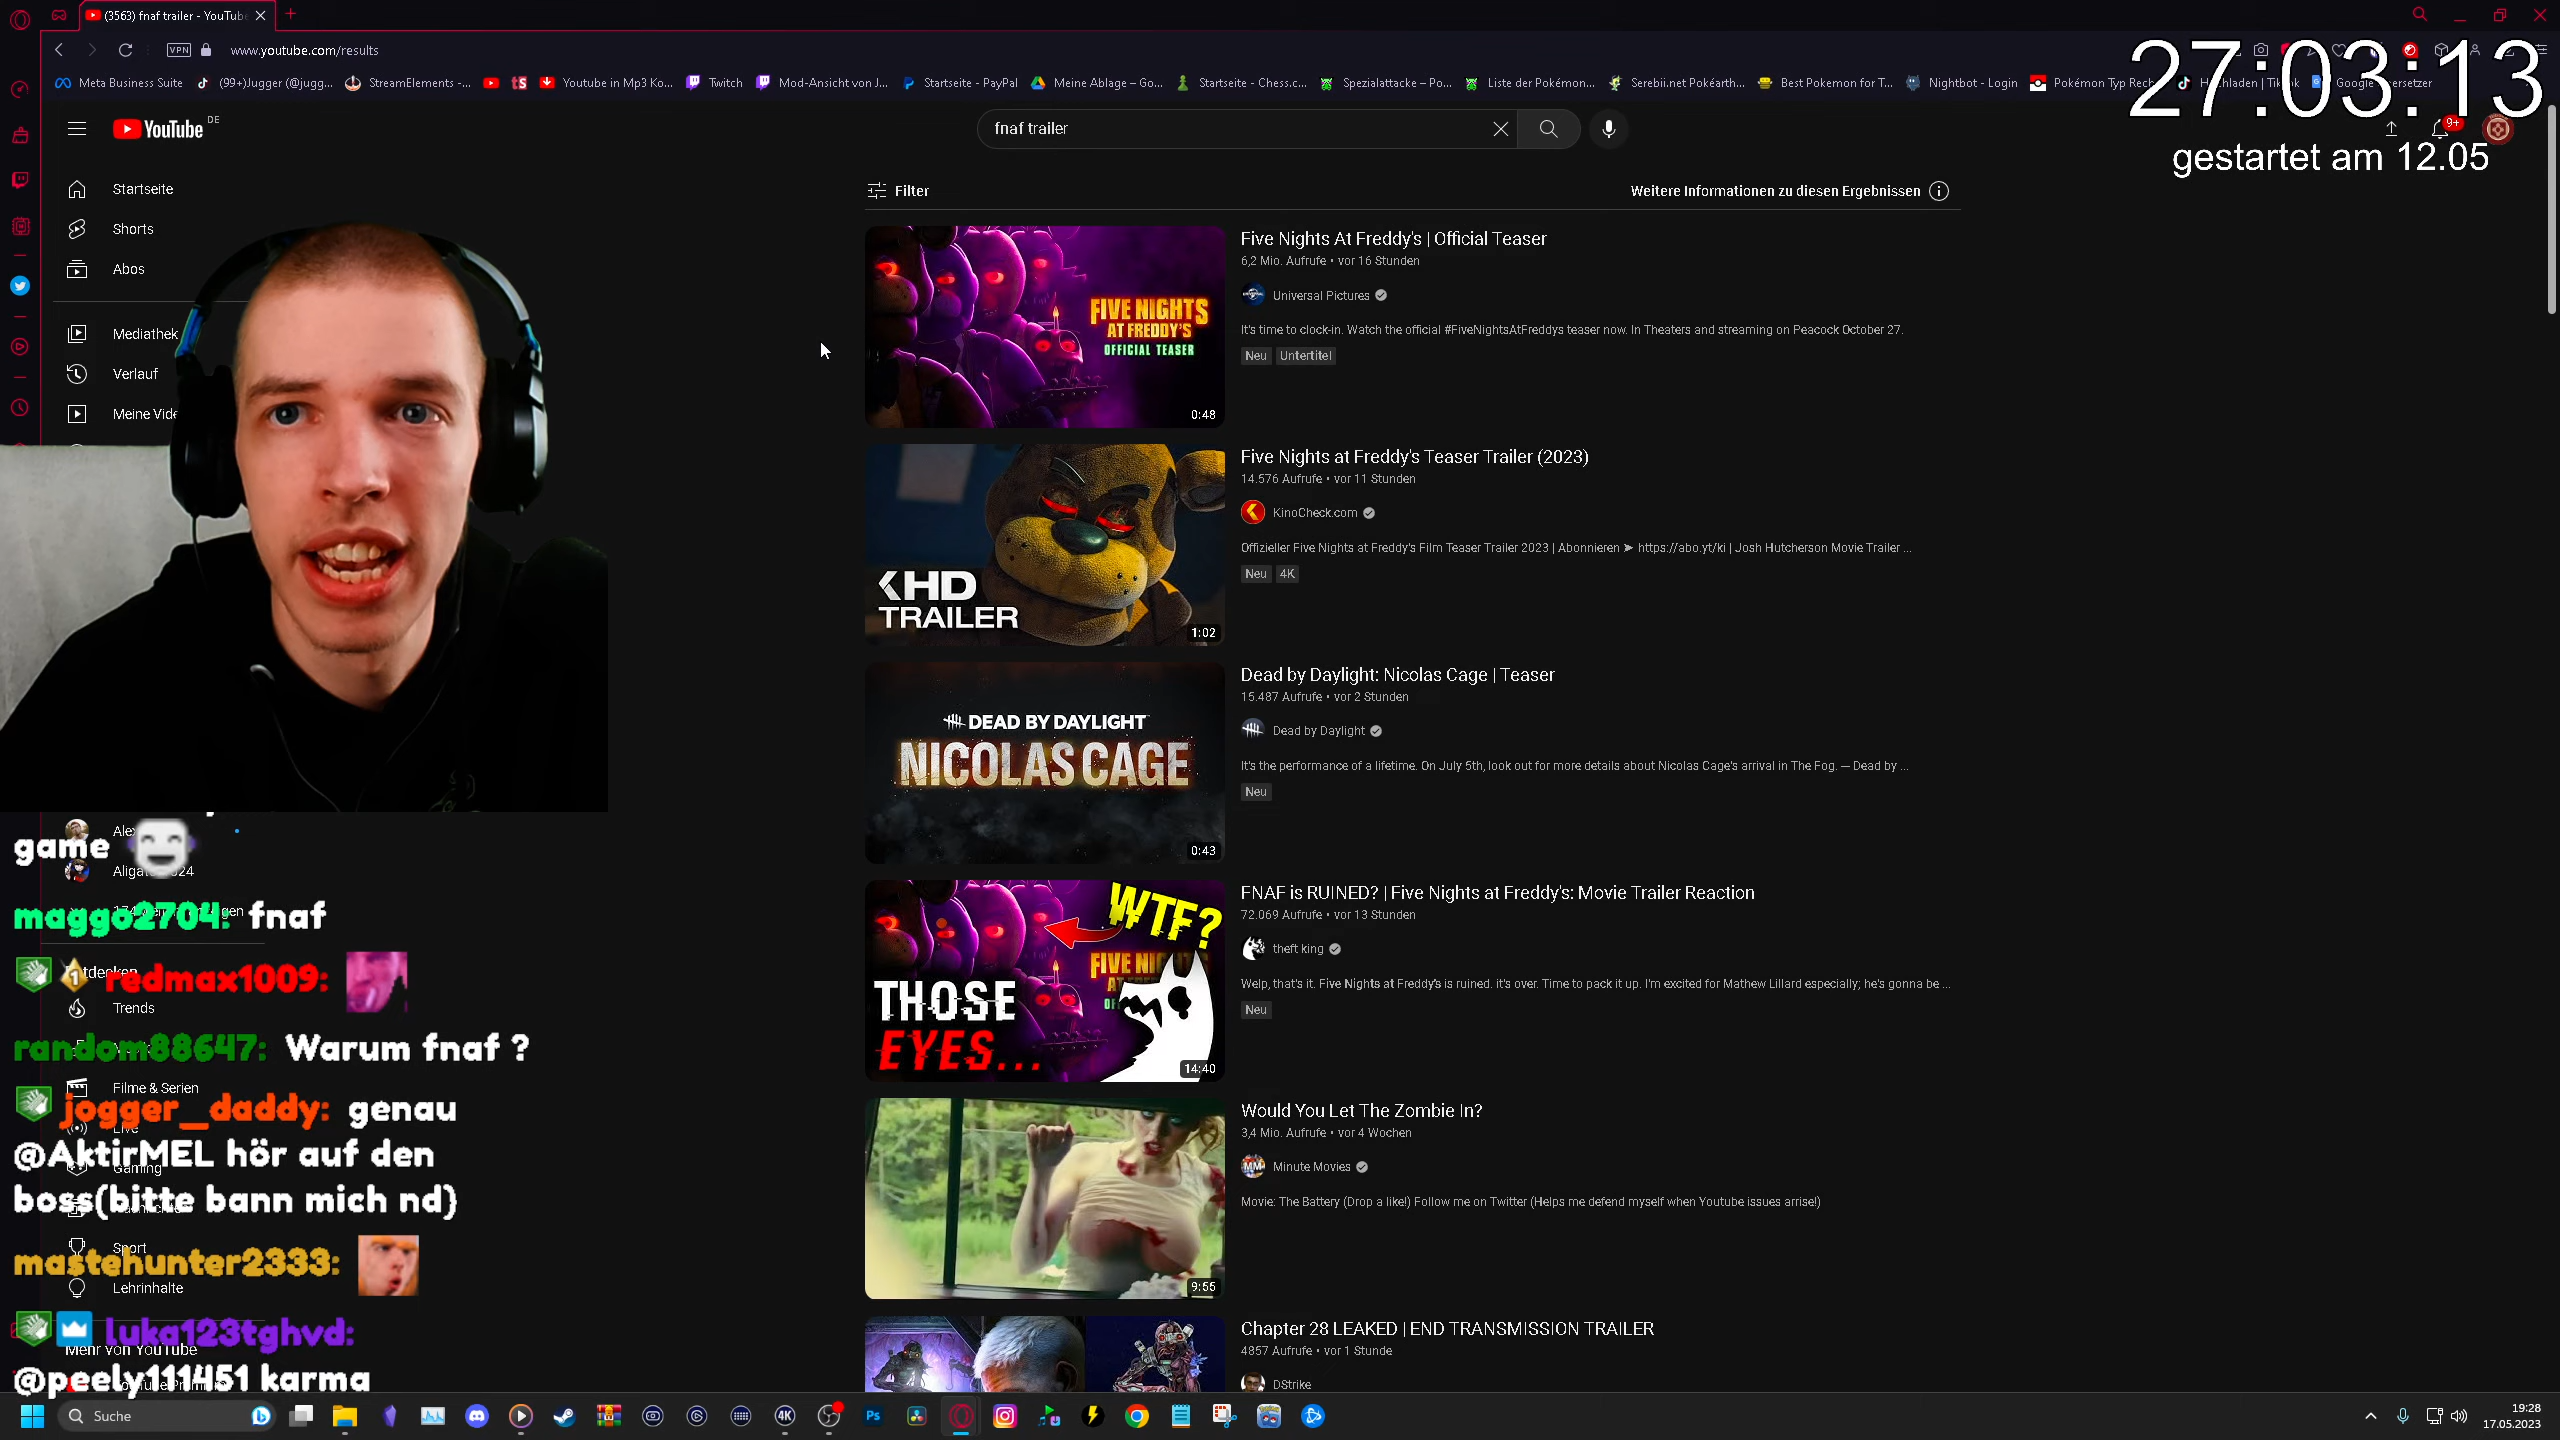 (3563) fnaf trailer - YouTube
VPN
www.youtube.com/results
27:03:13
gestartet am 12.05
Meta Business Suite
(99+)Jugger (@jugg...
StreamElements -...
Youtube in Mp3 Ko...
Twitch
Mod-Ansicht von J...
Startseite - PayPal
Meine Ablage – Go...
Startseite - Chess.c...
Spezialattacke – Po...
Liste der Pokémon...
Serebii.net Pokéarth...
Best Pokemon for T...
Nightbot - Login
YouTube DE
fnaf trailer
9+
Startseite
Shorts
Abos
Mediathek
Verlauf
Filter
Weitere Informationen zu diesen Ergebnissen
FIVE NIGHTS
AT FREDDY'S
OFFICIAL TEASER
0:48
Five Nights At Freddy's | Official Teaser
6,2 Mio. Aufrufe • vor 16 Stunden
Universal Pictures
It's time to clock-in. Watch the official #FiveNightsAtFreddys teaser now. In Theaters and streaming on Peacock October 27.
Neu Untertitel
HD
TRAILER
1:02
Five Nights at Freddy's Teaser Trailer (2023)
14.576 Aufrufe • vor 11 Stunden
KinoCheck.com
Offizieller Five Nights at Freddy's Film Teaser Trailer 2023 | Abonnieren ➤ https://abo.yt/ki | Josh Hutcherson Movie Trailer ...
Neu 4K
DEAD BY DAYLIGHT
NICOLAS CAGE
0:43
Dead by Daylight: Nicolas Cage | Teaser
15.487 Aufrufe • vor 2 Stunden
Dead by Daylight
It's the performance of a lifetime. On July 5th, look out for more details about Nicolas Cage's arrival in The Fog. — Dead by ...
Neu
WTF?
THOSE
EYES...
14:40
FNAF is RUINED? | Five Nights at Freddy's: Movie Trailer Reaction
72.069 Aufrufe • vor 13 Stunden
theft king
Welp, that's it. Five Nights at Freddy's is ruined. it's over. Time to pack it up. I'm excited for Mathew Lillard especially; he's gonna be ...
Neu
9:55
Would You Let The Zombie In?
3,4 Mio. Aufrufe • vor 4 Wochen
Minute Movies
MM
Movie: The Battery (Drop a like!) Follow me on Twitter (Helps me defend myself when Youtube issues arrise!)
Chapter 28 LEAKED | END TRANSMISSION TRAILER
4857 Aufrufe • vor 1 Stunde
DStrike
game
maggo2704: fnaf
redmax1009:
Trends
random88647: Warum fnaf ?
Filme & Serien
jogger_daddy: genau
Live
@AktirMEL hör auf den
Gaming
boss(bitte bann mich nd)
Sport
mastehunter2333:
Lehrinhalte
luka123tghvd:
Mehr von YouTube
@peely111451 karma
Suche
4K
Ps
19:28
17.05.2023